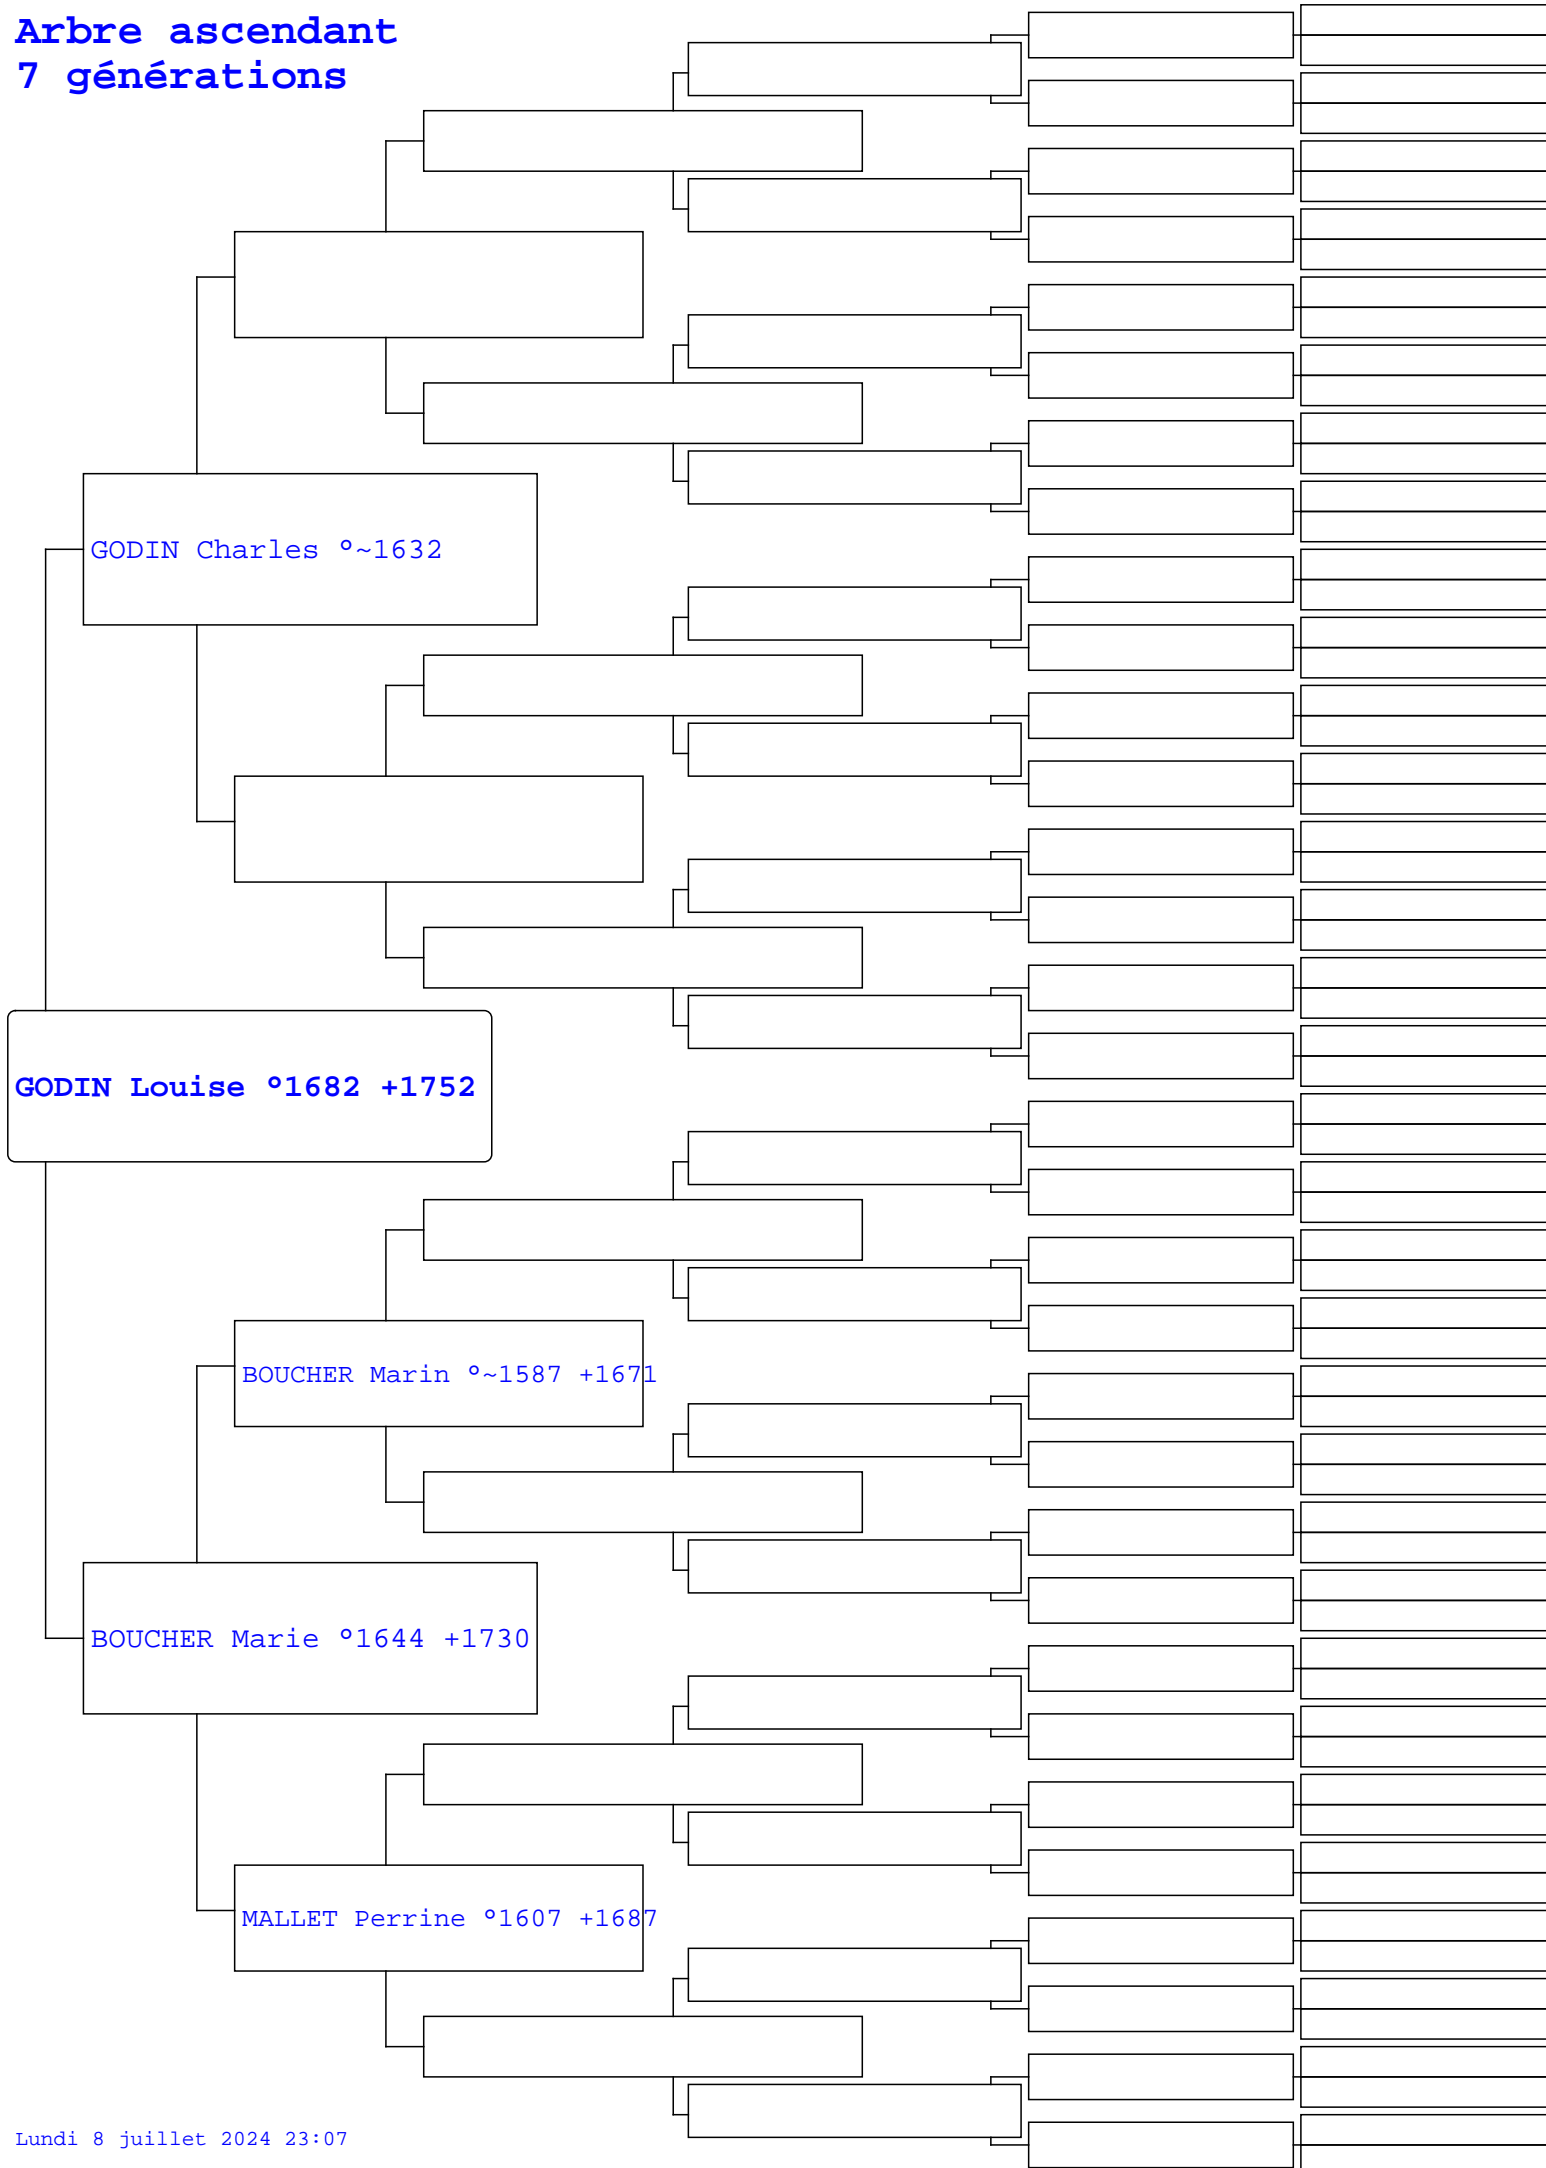 Arbre ascendant
7 générations
GODIN Charles °~1632
GODIN Louise °1682 +1752
BOUCHER Marin °~1587 +1671
BOUCHER Marie °1644 +1730
MALLET Perrine °1607 +1687
Lundi 8 juillet 2024 23:07